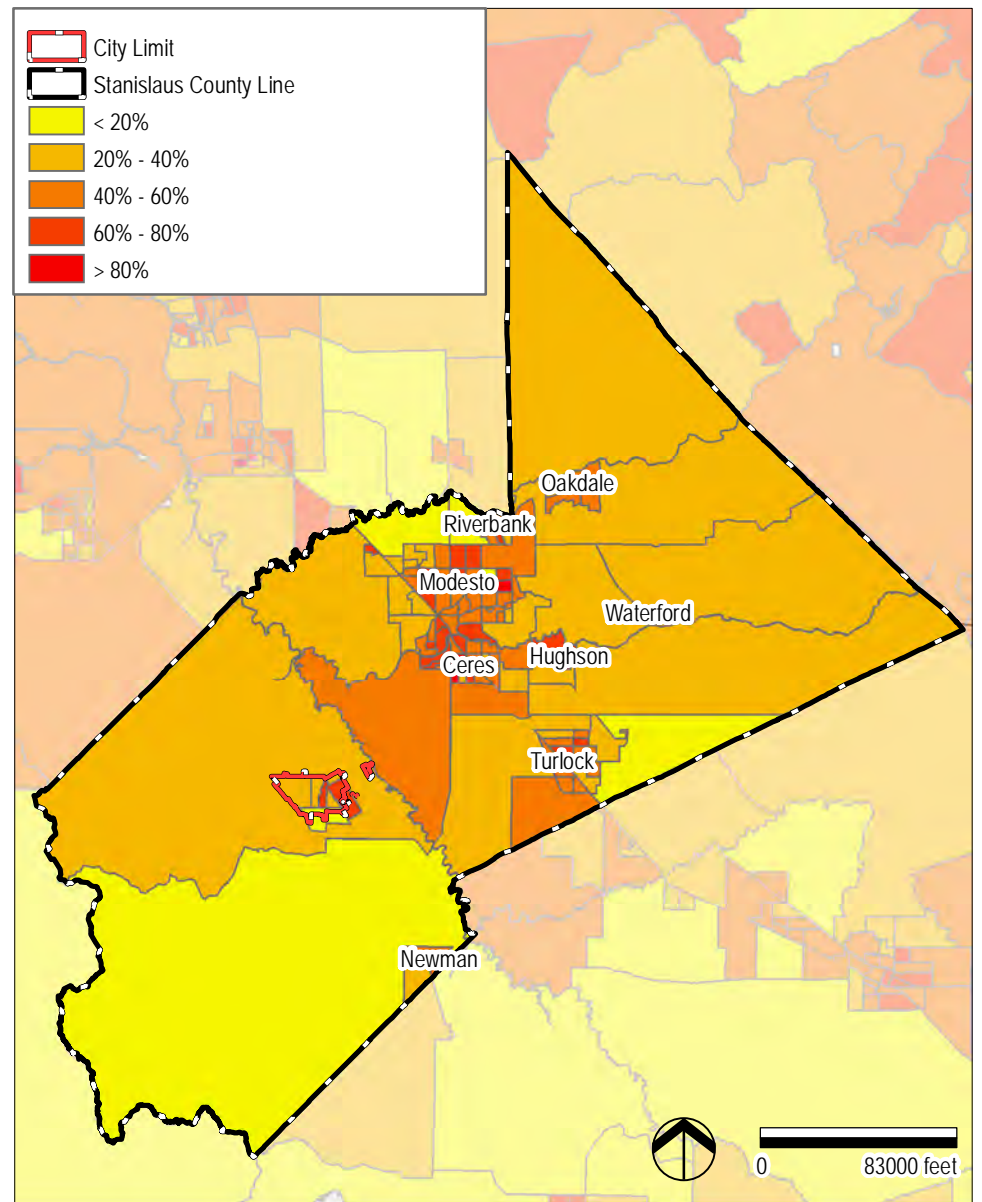 City Limit
Stanislaus County Line
< 20%
20% - 40%
40% - 60%
60% - 80%
> 80%
Oakdale
Riverbank
Modesto
Waterford
Hughson
Ceres
Turlock
Newman
0 83000 feet